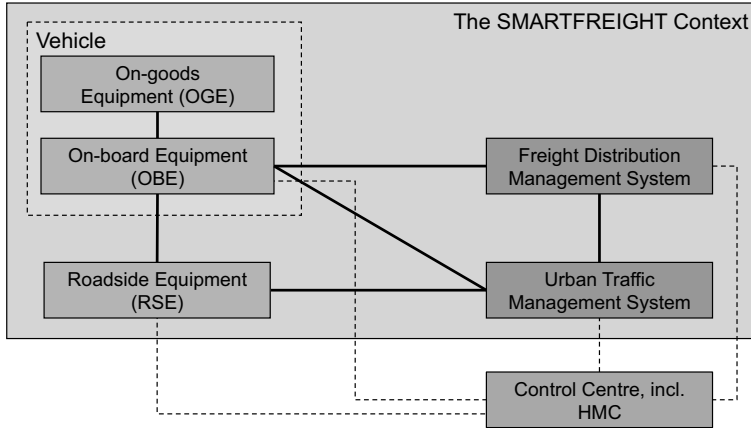 The SMARTFREIGHT Context
Vehicle
On-goods
Equipment (OGE)
On-board Equipment
(OBE)
Freight Distribution
Management System
Roadside Equipment
(RSE)
Urban Traffic
Management System
Control Centre, incl.
HMC